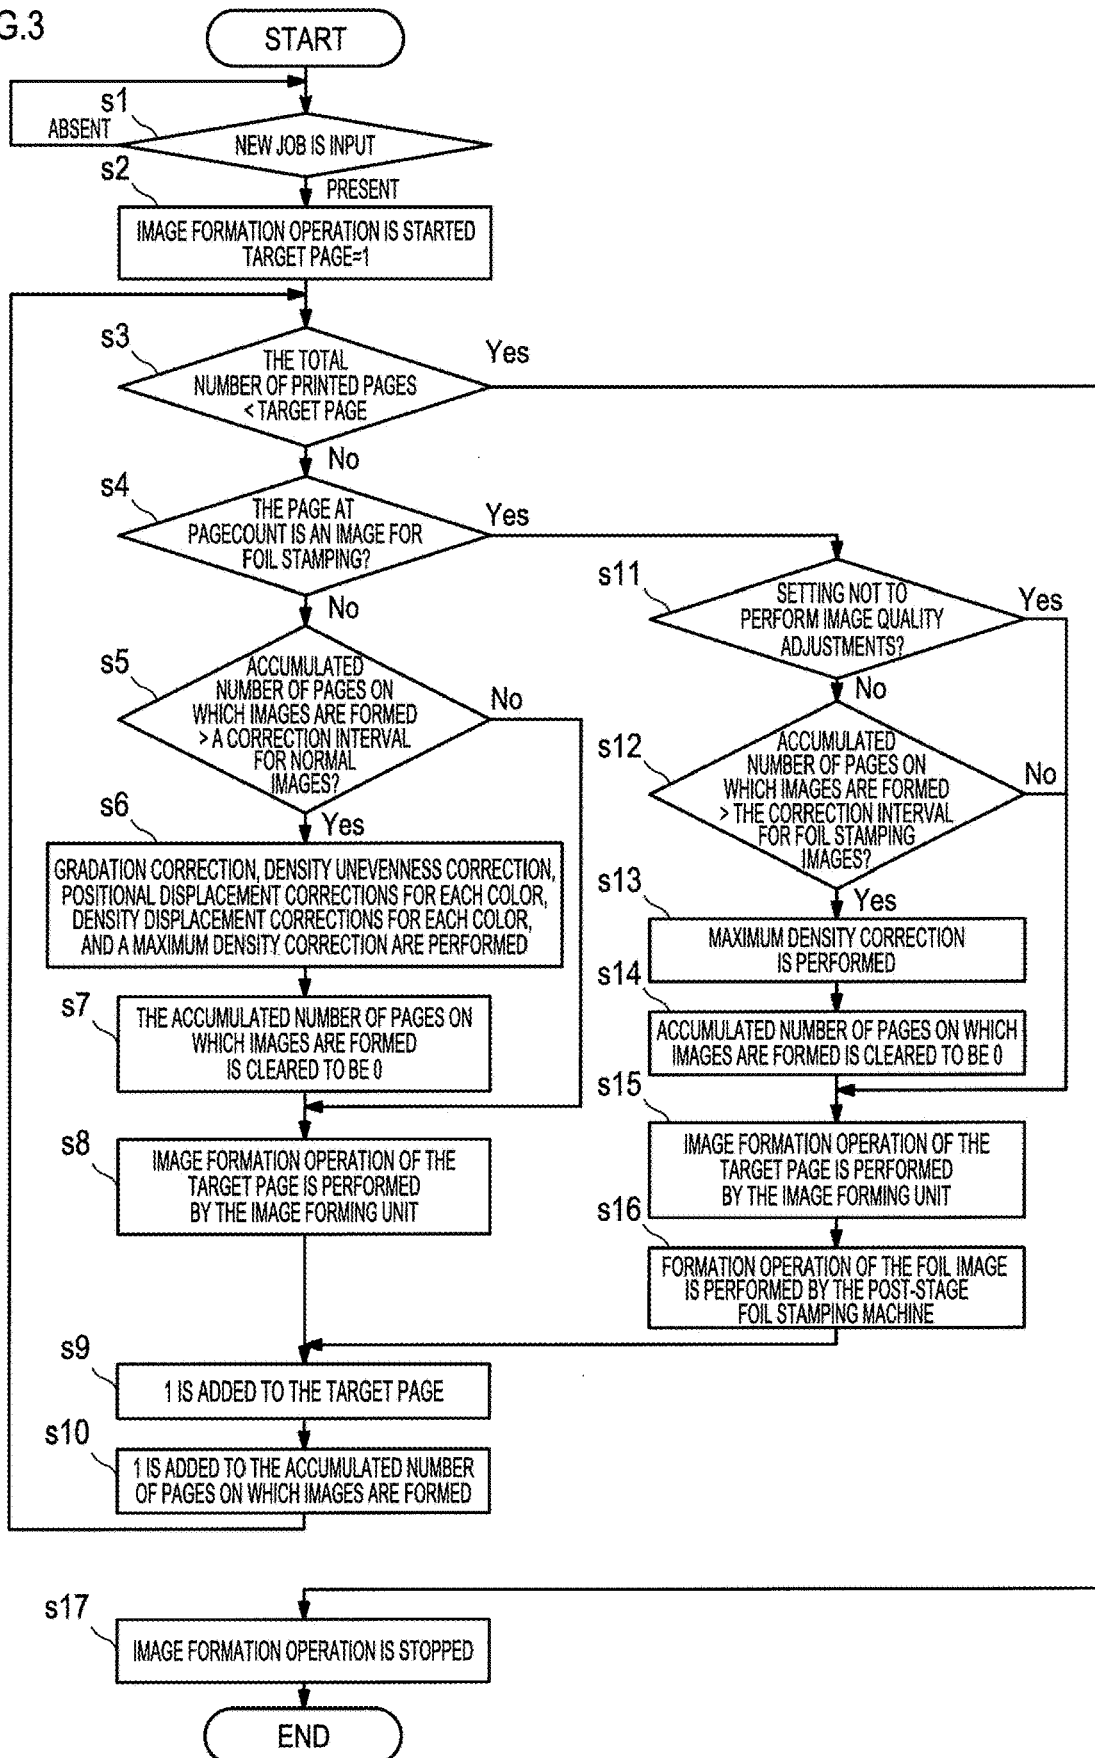 G.3
START
s1
ABSENT
NEW JOB IS INPUT
PRESENT
s2
IMAGE FORMATION OPERATION IS STARTED
TARGET PAGE=1
s3
THE TOTAL
NUMBER OF PRINTED PAGES
< TARGET PAGE
Yes
No
s4
THE PAGE AT
PAGECOUNT IS AN IMAGE FOR
FOIL STAMPING?
Yes
No
s5
ACCUMULATED
NUMBER OF PAGES ON
WHICH IMAGES ARE FORMED
> A CORRECTION INTERVAL
FOR NORMAL
IMAGES?
No
Yes
s6
GRADATION CORRECTION, DENSITY UNEVENNESS CORRECTION,
POSITIONAL DISPLACEMENT CORRECTIONS FOR EACH COLOR,
DENSITY DISPLACEMENT CORRECTIONS FOR EACH COLOR,
AND A MAXIMUM DENSITY CORRECTION ARE PERFORMED
s7
THE ACCUMULATED NUMBER OF PAGES ON
WHICH IMAGES ARE FORMED
IS CLEARED TO BE 0
s8
IMAGE FORMATION OPERATION OF THE
TARGET PAGE IS PERFORMED
BY THE IMAGE FORMING UNIT
s11
SETTING NOT TO
PERFORM IMAGE QUALITY
ADJUSTMENTS?
Yes
No
s12
ACCUMULATED
NUMBER OF PAGES ON
WHICH IMAGES ARE FORMED
> THE CORRECTION INTERVAL
FOR FOIL STAMPING
IMAGES?
No
Yes
s13
MAXIMUM DENSITY CORRECTION
IS PERFORMED
s14
ACCUMULATED NUMBER OF PAGES ON WHICH
IMAGES ARE FORMED IS CLEARED TO BE 0
s15
IMAGE FORMATION OPERATION OF THE
TARGET PAGE IS PERFORMED
BY THE IMAGE FORMING UNIT
s16
FORMATION OPERATION OF THE FOIL IMAGE
IS PERFORMED BY THE POST-STAGE
FOIL STAMPING MACHINE
s9
1 IS ADDED TO THE TARGET PAGE
s10
1 IS ADDED TO THE ACCUMULATED NUMBER
OF PAGES ON WHICH IMAGES ARE FORMED
s17
IMAGE FORMATION OPERATION IS STOPPED
END